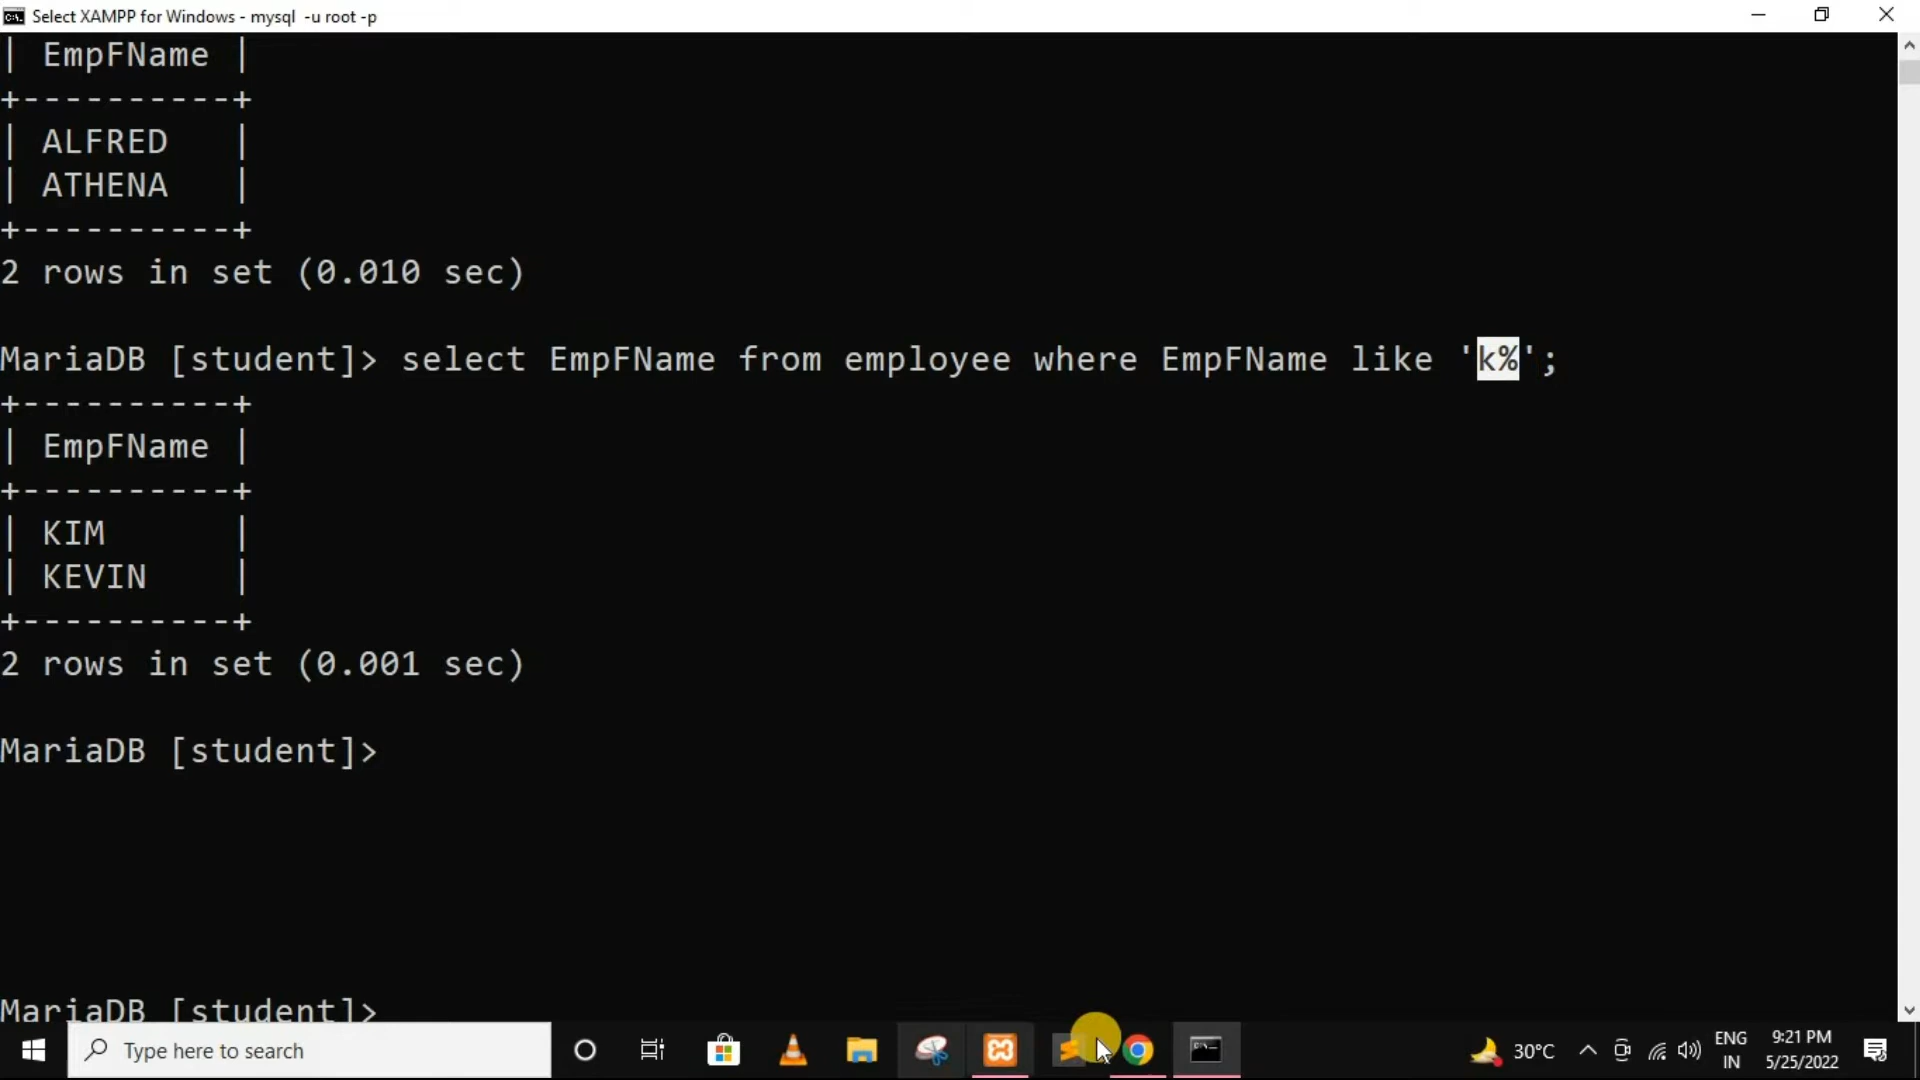 Select XAMPP for Windows - mysql -u root -p
| EmpFName |
+----------+
| ALFRED |
| ATHENA |
+----------+
2 rows in set (0.010 sec)
MariaDB [student]> select EmpFName from employee where EmpFName like 'k%';
+----------+
| EmpFName |
+----------+
| KIM |
| KEVIN |
+----------+
2 rows in set (0.001 sec)
MariaDB [student]>
MariaDB [student]>
Type here to search
30°C
ENG
IN
9:21 PM
5/25/2022